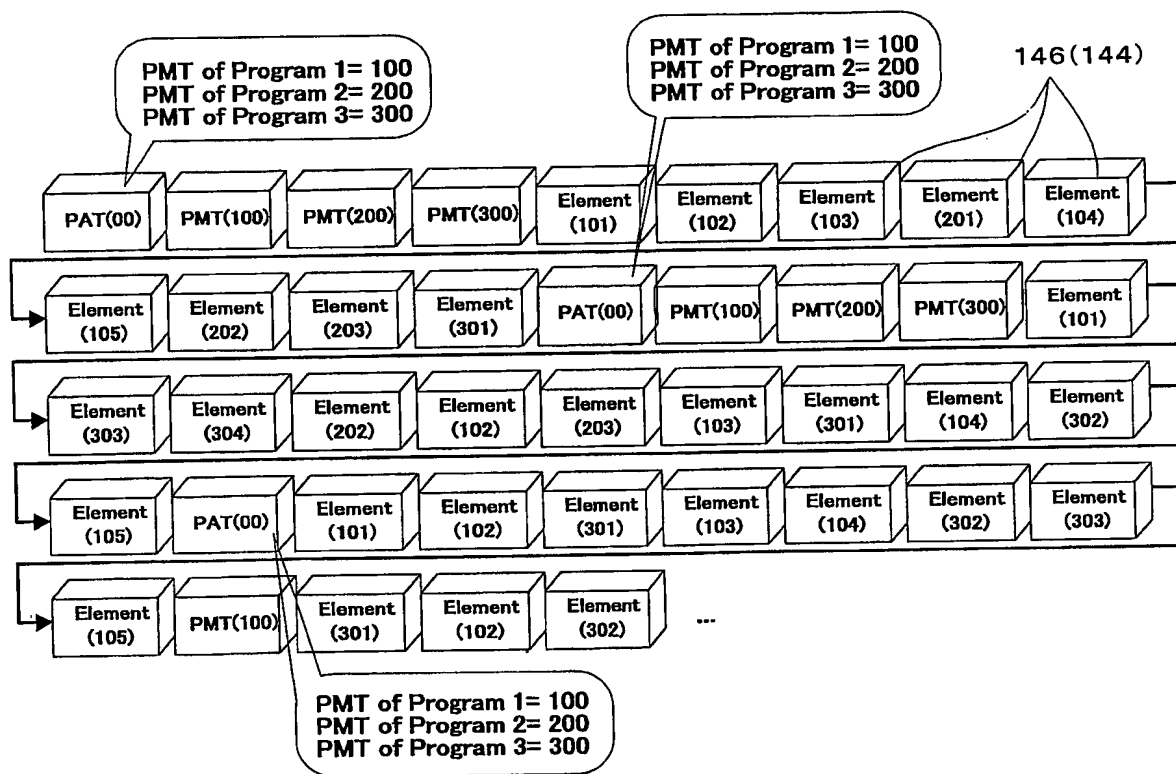 PMT of Program 1= 100
PMT of Program 2= 200
PMT of Program 3= 300
PMT of Program 1= 100
PMT of Program 2= 200
PMT of Program 3= 300
146(144)
PAT(00)
PMT(100)
PMT(200)
PMT(300)
Element
(101)
Element
(102)
Element
(103)
Element
(201)
Element
(104)
Element
(105)
Element
(202)
Element
(203)
Element
(301)
PAT(00)
PMT(100)
PMT(200)
PMT(300)
Element
(101)
Element
(303)
Element
(304)
Element
(202)
Element
(102)
Element
(203)
Element
(103)
Element
(301)
Element
(104)
Element
(302)
Element
(105)
PAT(00)
Element
(101)
Element
(102)
Element
(301)
Element
(103)
Element
(104)
Element
(302)
Element
(303)
Element
(105)
PMT(100)
Element
(301)
Element
(102)
Element
(302)
...
PMT of Program 1= 100
PMT of Program 2= 200
PMT of Program 3= 300